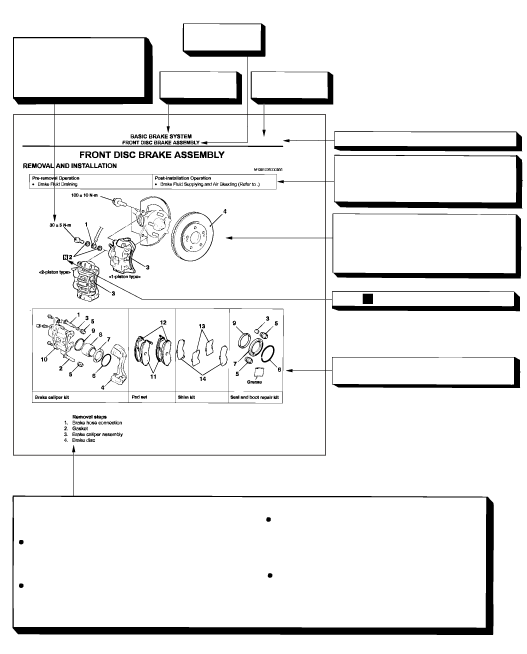 BASIC BRAKE SYSTEM
FRONT DISC BRAKE ASSEMBLY
FRONT DISC BRAKE ASSEMBLY
REMOVAL AND INSTALLATION
Pre-removal Operation
• Brake Fluid Draining
Post-installation Operation
• Brake Fluid Supplying and Air Bleeding (Refer to .)
100 ± 10 N·m
30 ± 5 N·m
1
4
2
3
<2-piston type>
<1-piston type>
3
1
3
5
9
8
7
10
2
5
6
4
12
11
13
14
3
5
9
7
5
6
Grease
Brake caliper kit
Pad set
Shim kit
Seal and boot repair kit
Removal steps
1. Brake hose connection
2. Gasket
3. Brake caliper assembly
4. Brake disc